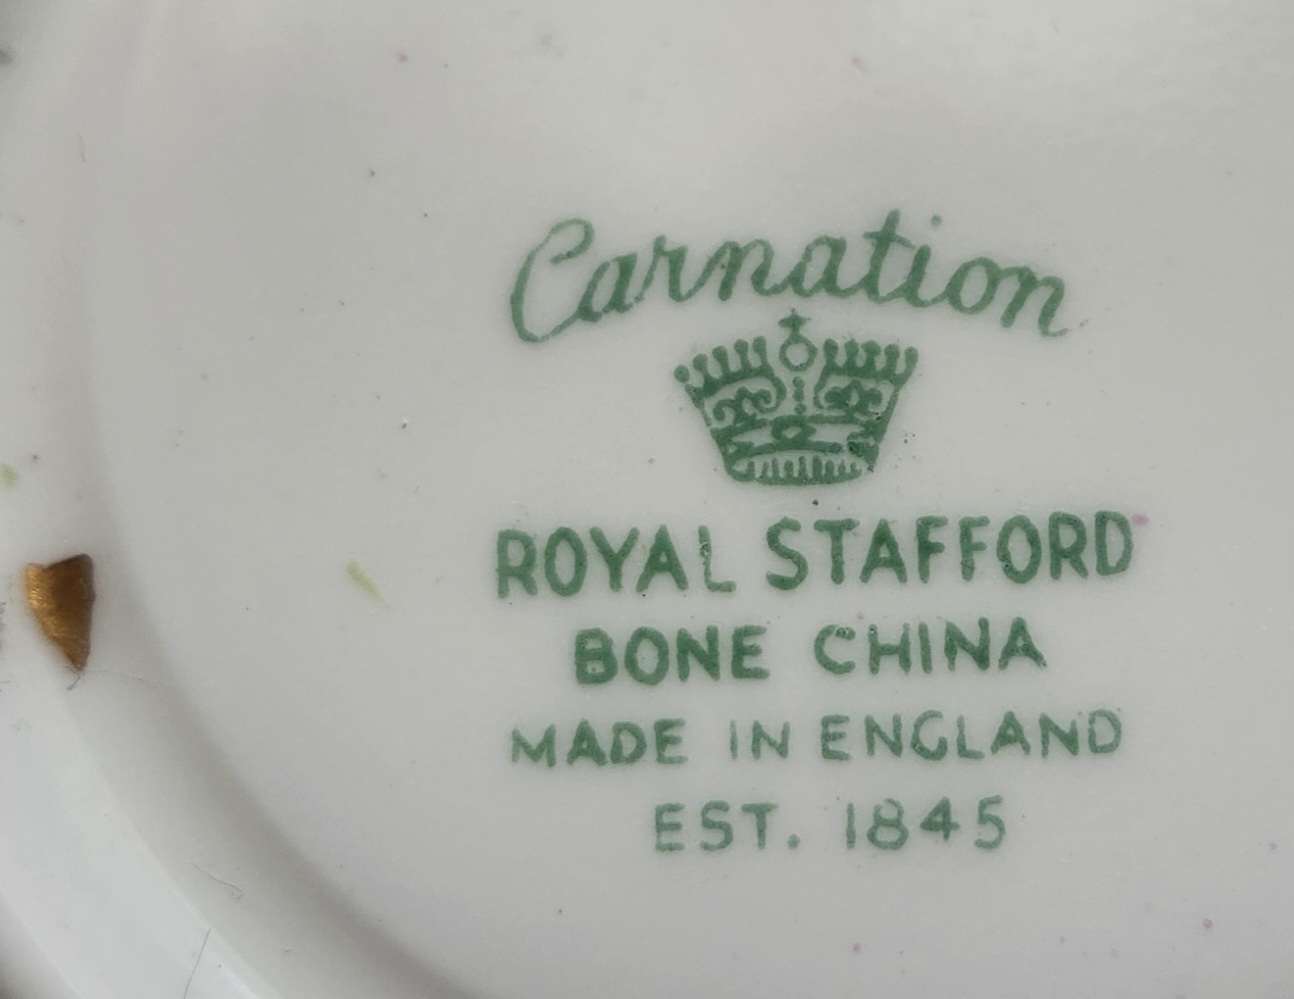 Carnation
ROYAL STAFFORD
BONE CHINA
MADE IN ENGLAND
EST. 1845